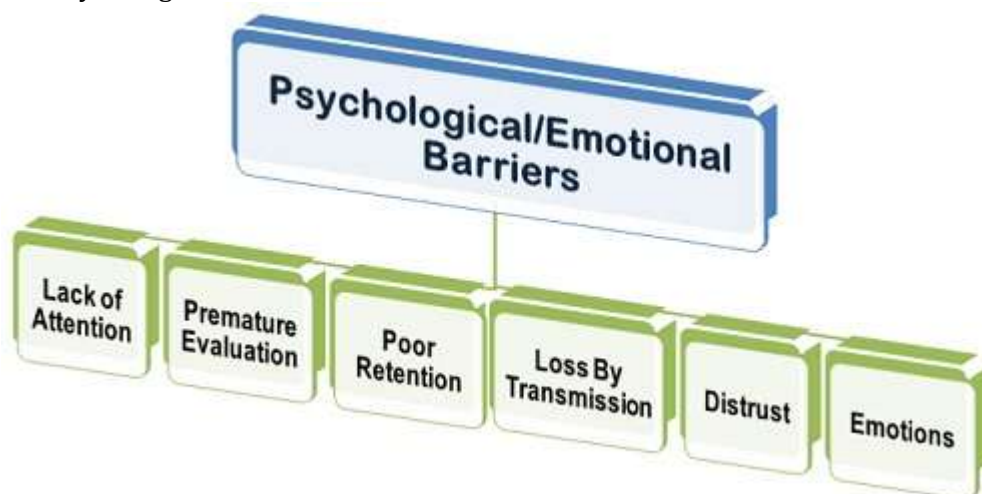 Psychological/Emotional
Barriers
Lack of
Attention
Premature
Evaluation
Poor
Retention
Loss By
Transmission
Distrust
Emotions